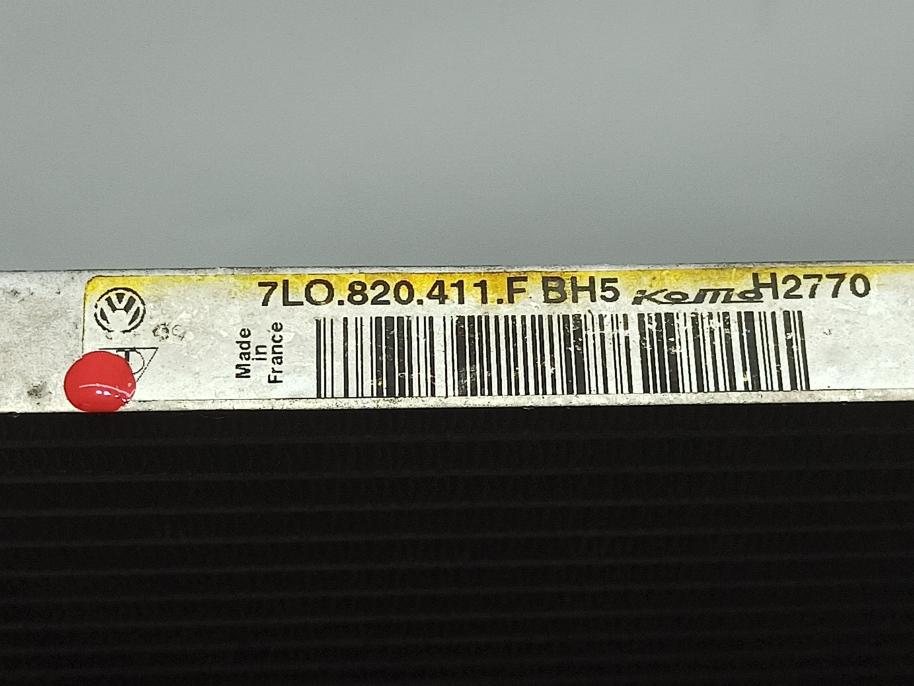 7LO.820.411.F BH5 Komo H2770
Made
in
France